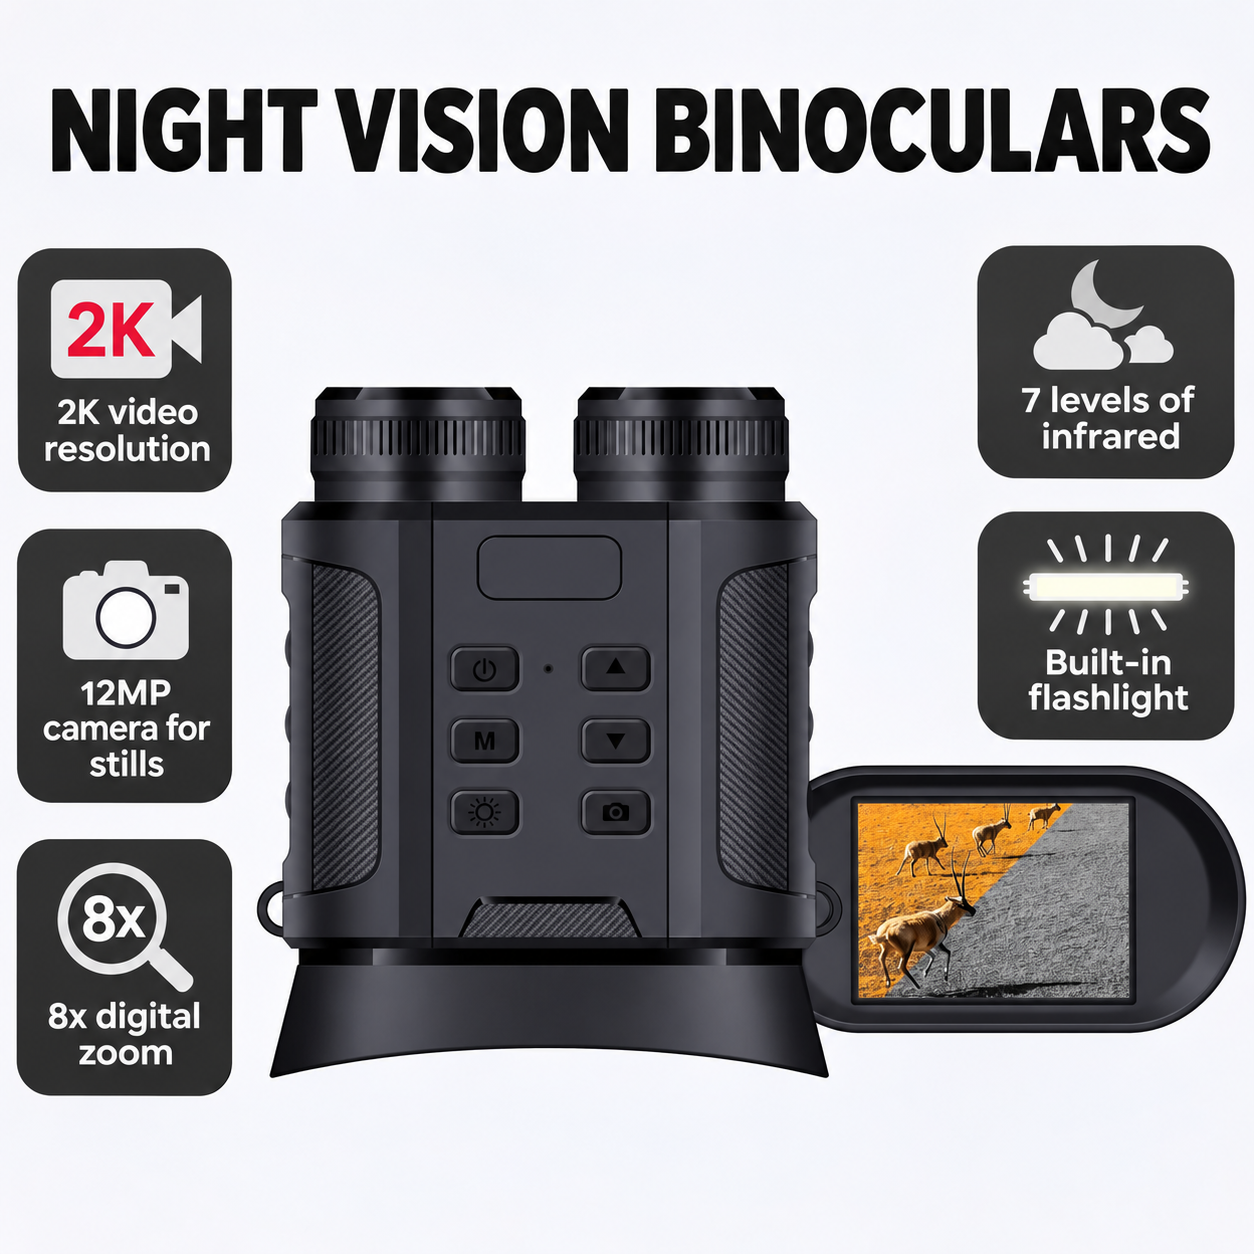 NIGHT VISION BINOCULARS
2K
2K video
resolution
12MP
camera for
stills
8x
8x digital
zoom
7 levels of
infrared
Built-in
flashlight
M